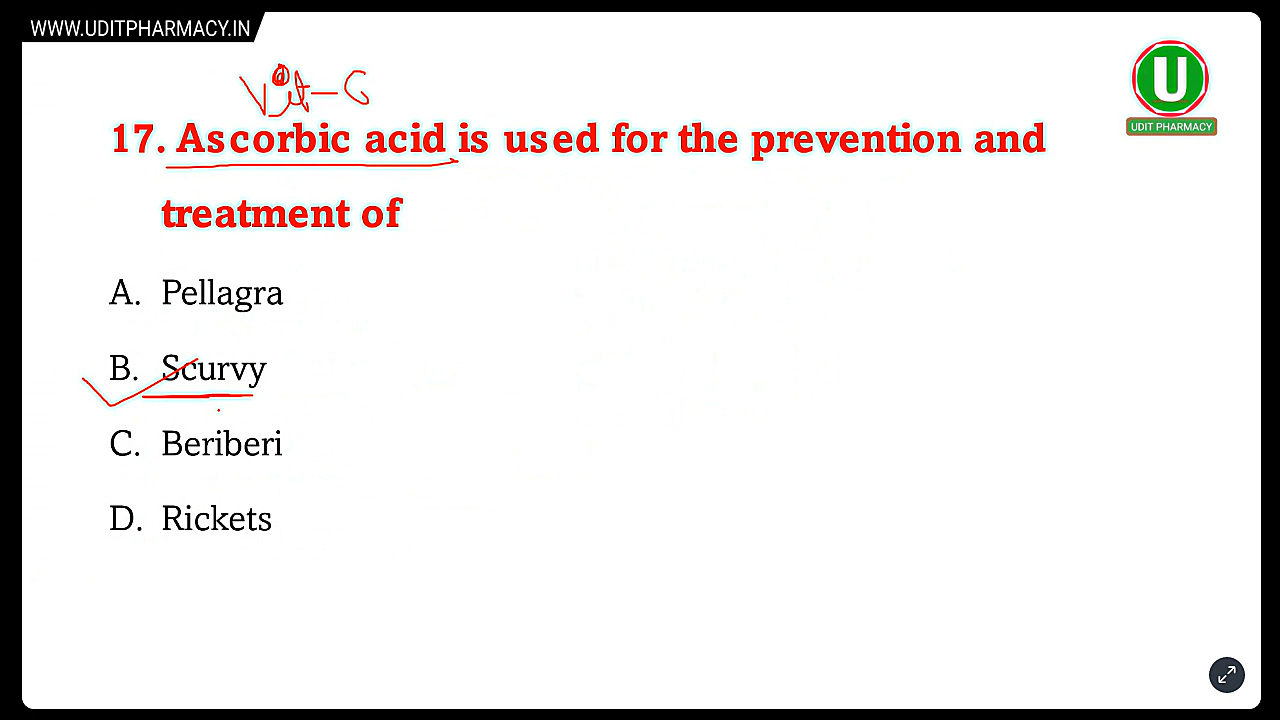 WWW.UDITPHARMACY.IN
Vit-C
U
UDIT PHARMACY
17. Ascorbic acid is used for the prevention and
treatment of
A. Pellagra
B. Scurvy
C. Beriberi
D. Rickets